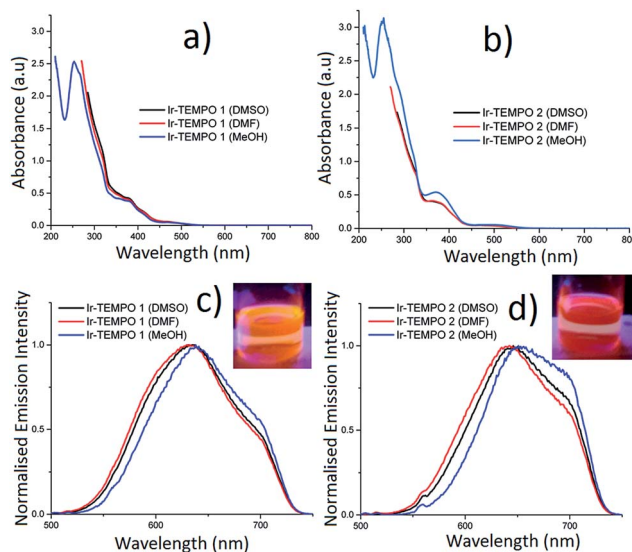 a)
Ir-TEMPO 1 (DMSO)
Ir-TEMPO 1 (DMF)
Ir-TEMPO 1 (MeOH)
Absorbance (a.u)
3.0
2.5
2.0
1.5
1.0
0.5
0.0
200 300 400 500 600 700 800
Wavelength (nm)
b)
Ir-TEMPO 2 (DMSO)
Ir-TEMPO 2 (DMF)
Ir-TEMPO 2 (MeOH)
Absorbance (a.u)
3.0
2.5
2.0
1.5
1.0
0.5
0.0
200 300 400 500 600 700 800
Wavelength (nm)
c)
Ir-TEMPO 1 (DMSO)
Ir-TEMPO 1 (DMF)
Ir-TEMPO 1 (MeOH)
Normalised Emission Intensity
1.0
0.5
0.0
500 600 700
Wavelength (nm)
d)
Ir-TEMPO 2 (DMSO)
Ir-TEMPO 2 (DMF)
Ir-TEMPO 2 (MeOH)
Normalised Emission Intensity
1.0
0.5
0.0
500 600 700
Wavelength (nm)